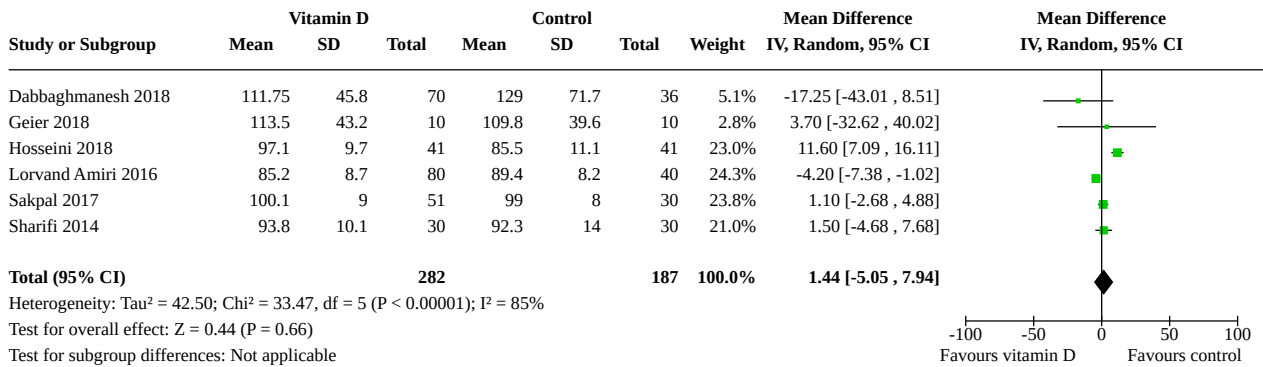 Vitamin D Control Mean Difference Mean Difference
Study or Subgroup Mean SD Total Mean SD Total Weight IV, Random, 95% CI IV, Random, 95% CI
Dabbaghmanesh 2018 111.75 45.8 70 129 71.7 36 5.1% -17.25 [-43.01 , 8.51]
Geier 2018 113.5 43.2 10 109.8 39.6 10 2.8% 3.70 [-32.62 , 40.02]
Hosseini 2018 97.1 9.7 41 85.5 11.1 41 23.0% 11.60 [7.09 , 16.11]
Lorvand Amiri 2016 85.2 8.7 80 89.4 8.2 40 24.3% -4.20 [-7.38 , -1.02]
Sakpal 2017 100.1 9 51 99 8 30 23.8% 1.10 [-2.68 , 4.88]
Sharifi 2014 93.8 10.1 30 92.3 14 30 21.0% 1.50 [-4.68 , 7.68]
Total (95% CI) 282 187 100.0% 1.44 [-5.05 , 7.94]
Heterogeneity: Tau² = 42.50; Chi² = 33.47, df = 5 (P < 0.00001); I² = 85%
Test for overall effect: Z = 0.44 (P = 0.66)
-100 -50 0 50 100
Test for subgroup differences: Not applicable
Favours vitamin D Favours control